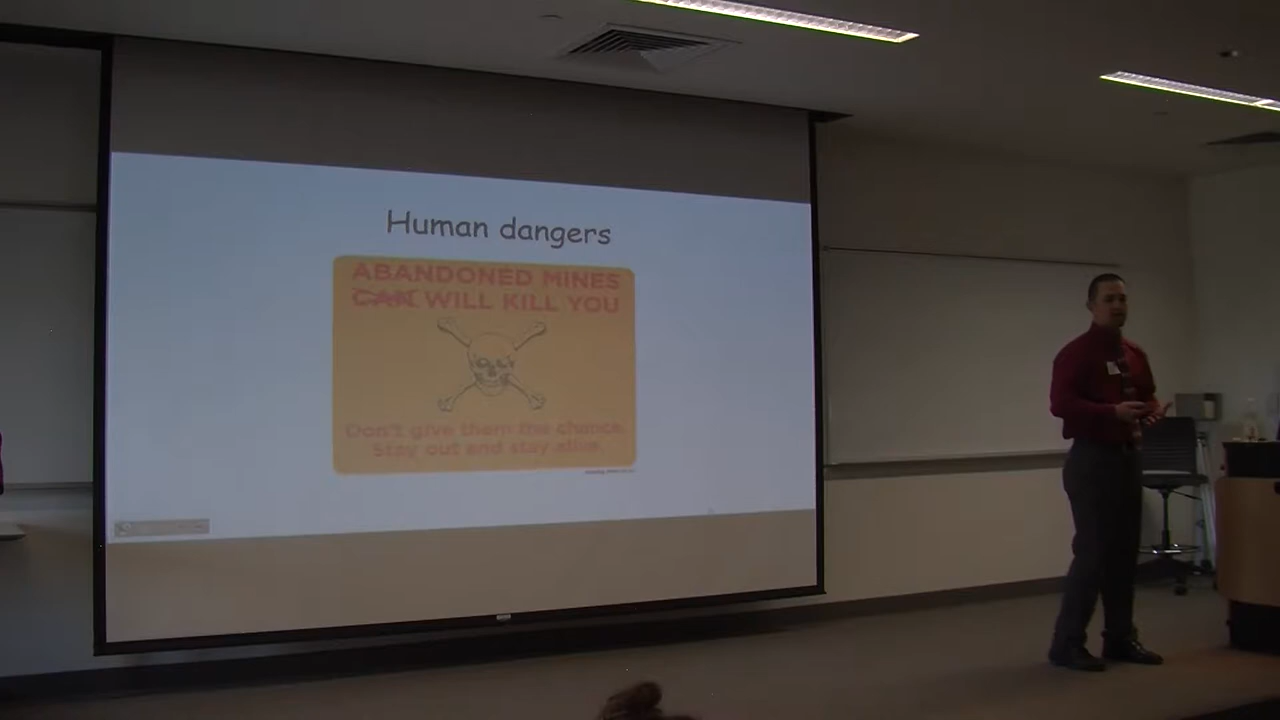 Human dangers
ABANDONED MINES
CAN WILL KILL YOU
Don't give them the chance.
Stay out and stay alive.